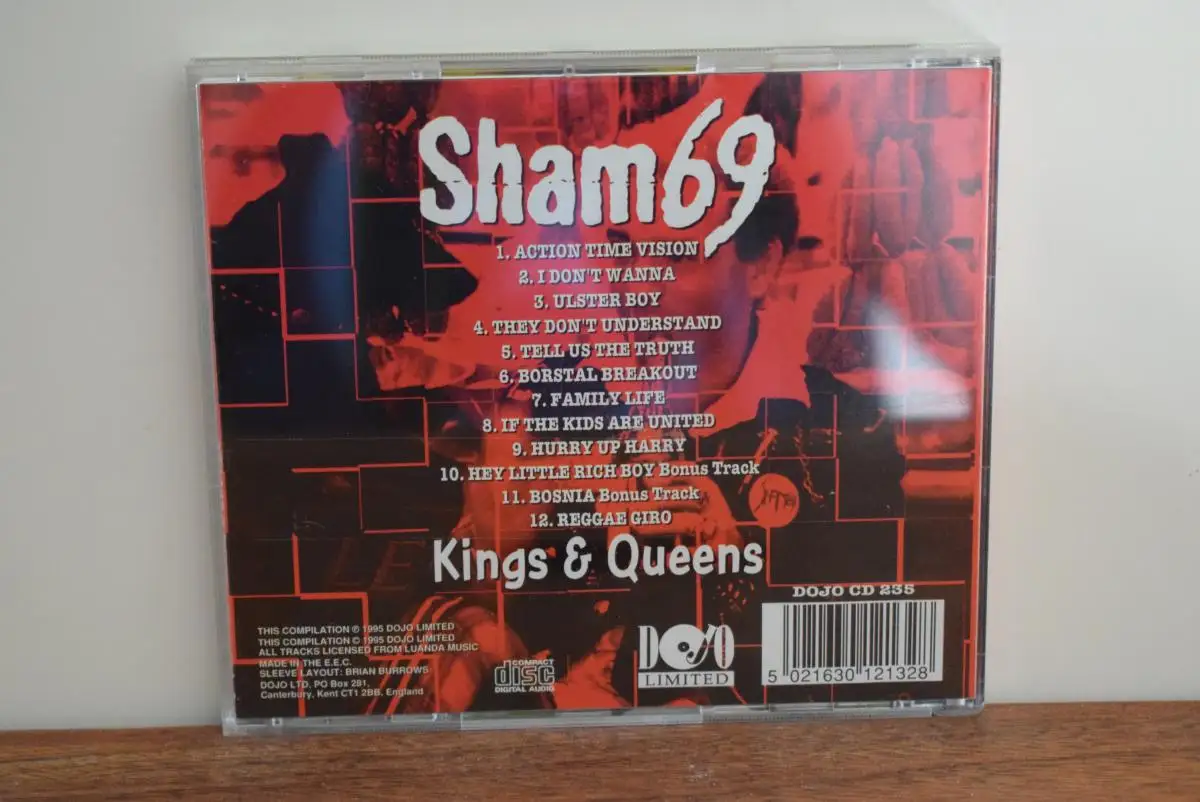 Sham69
1. ACTION TIME VISION
2. I DON'T WANNA
3. ULSTER BOY
4. THEY DON'T UNDERSTAND
5. TELL US THE TRUTH
6. BORSTAL BREAKOUT
7. FAMILY LIFE
8. IF THE KIDS ARE UNITED
9. HURRY UP HARRY
10. HEY LITTLE RICH BOY Bonus Track
11. BOSNIA Bonus Track
12. REGGAE GIRO
Kings & Queens
THIS COMPILATION ℗ 1995 DOJO LIMITED
THIS COMPILATION © 1995 DOJO LIMITED
ALL TRACKS LICENSED FROM LUANDA MUSIC
MADE IN THE E.E.C.
SLEEVE LAYOUT: BRIAN BURROWS
DOJO LTD, PO Box 281,
Canterbury, Kent CT1 2BB, England
COMPACT
disc
DIGITAL AUDIO
DOJO
LIMITED
DOJO CD 235
5 021630 121328